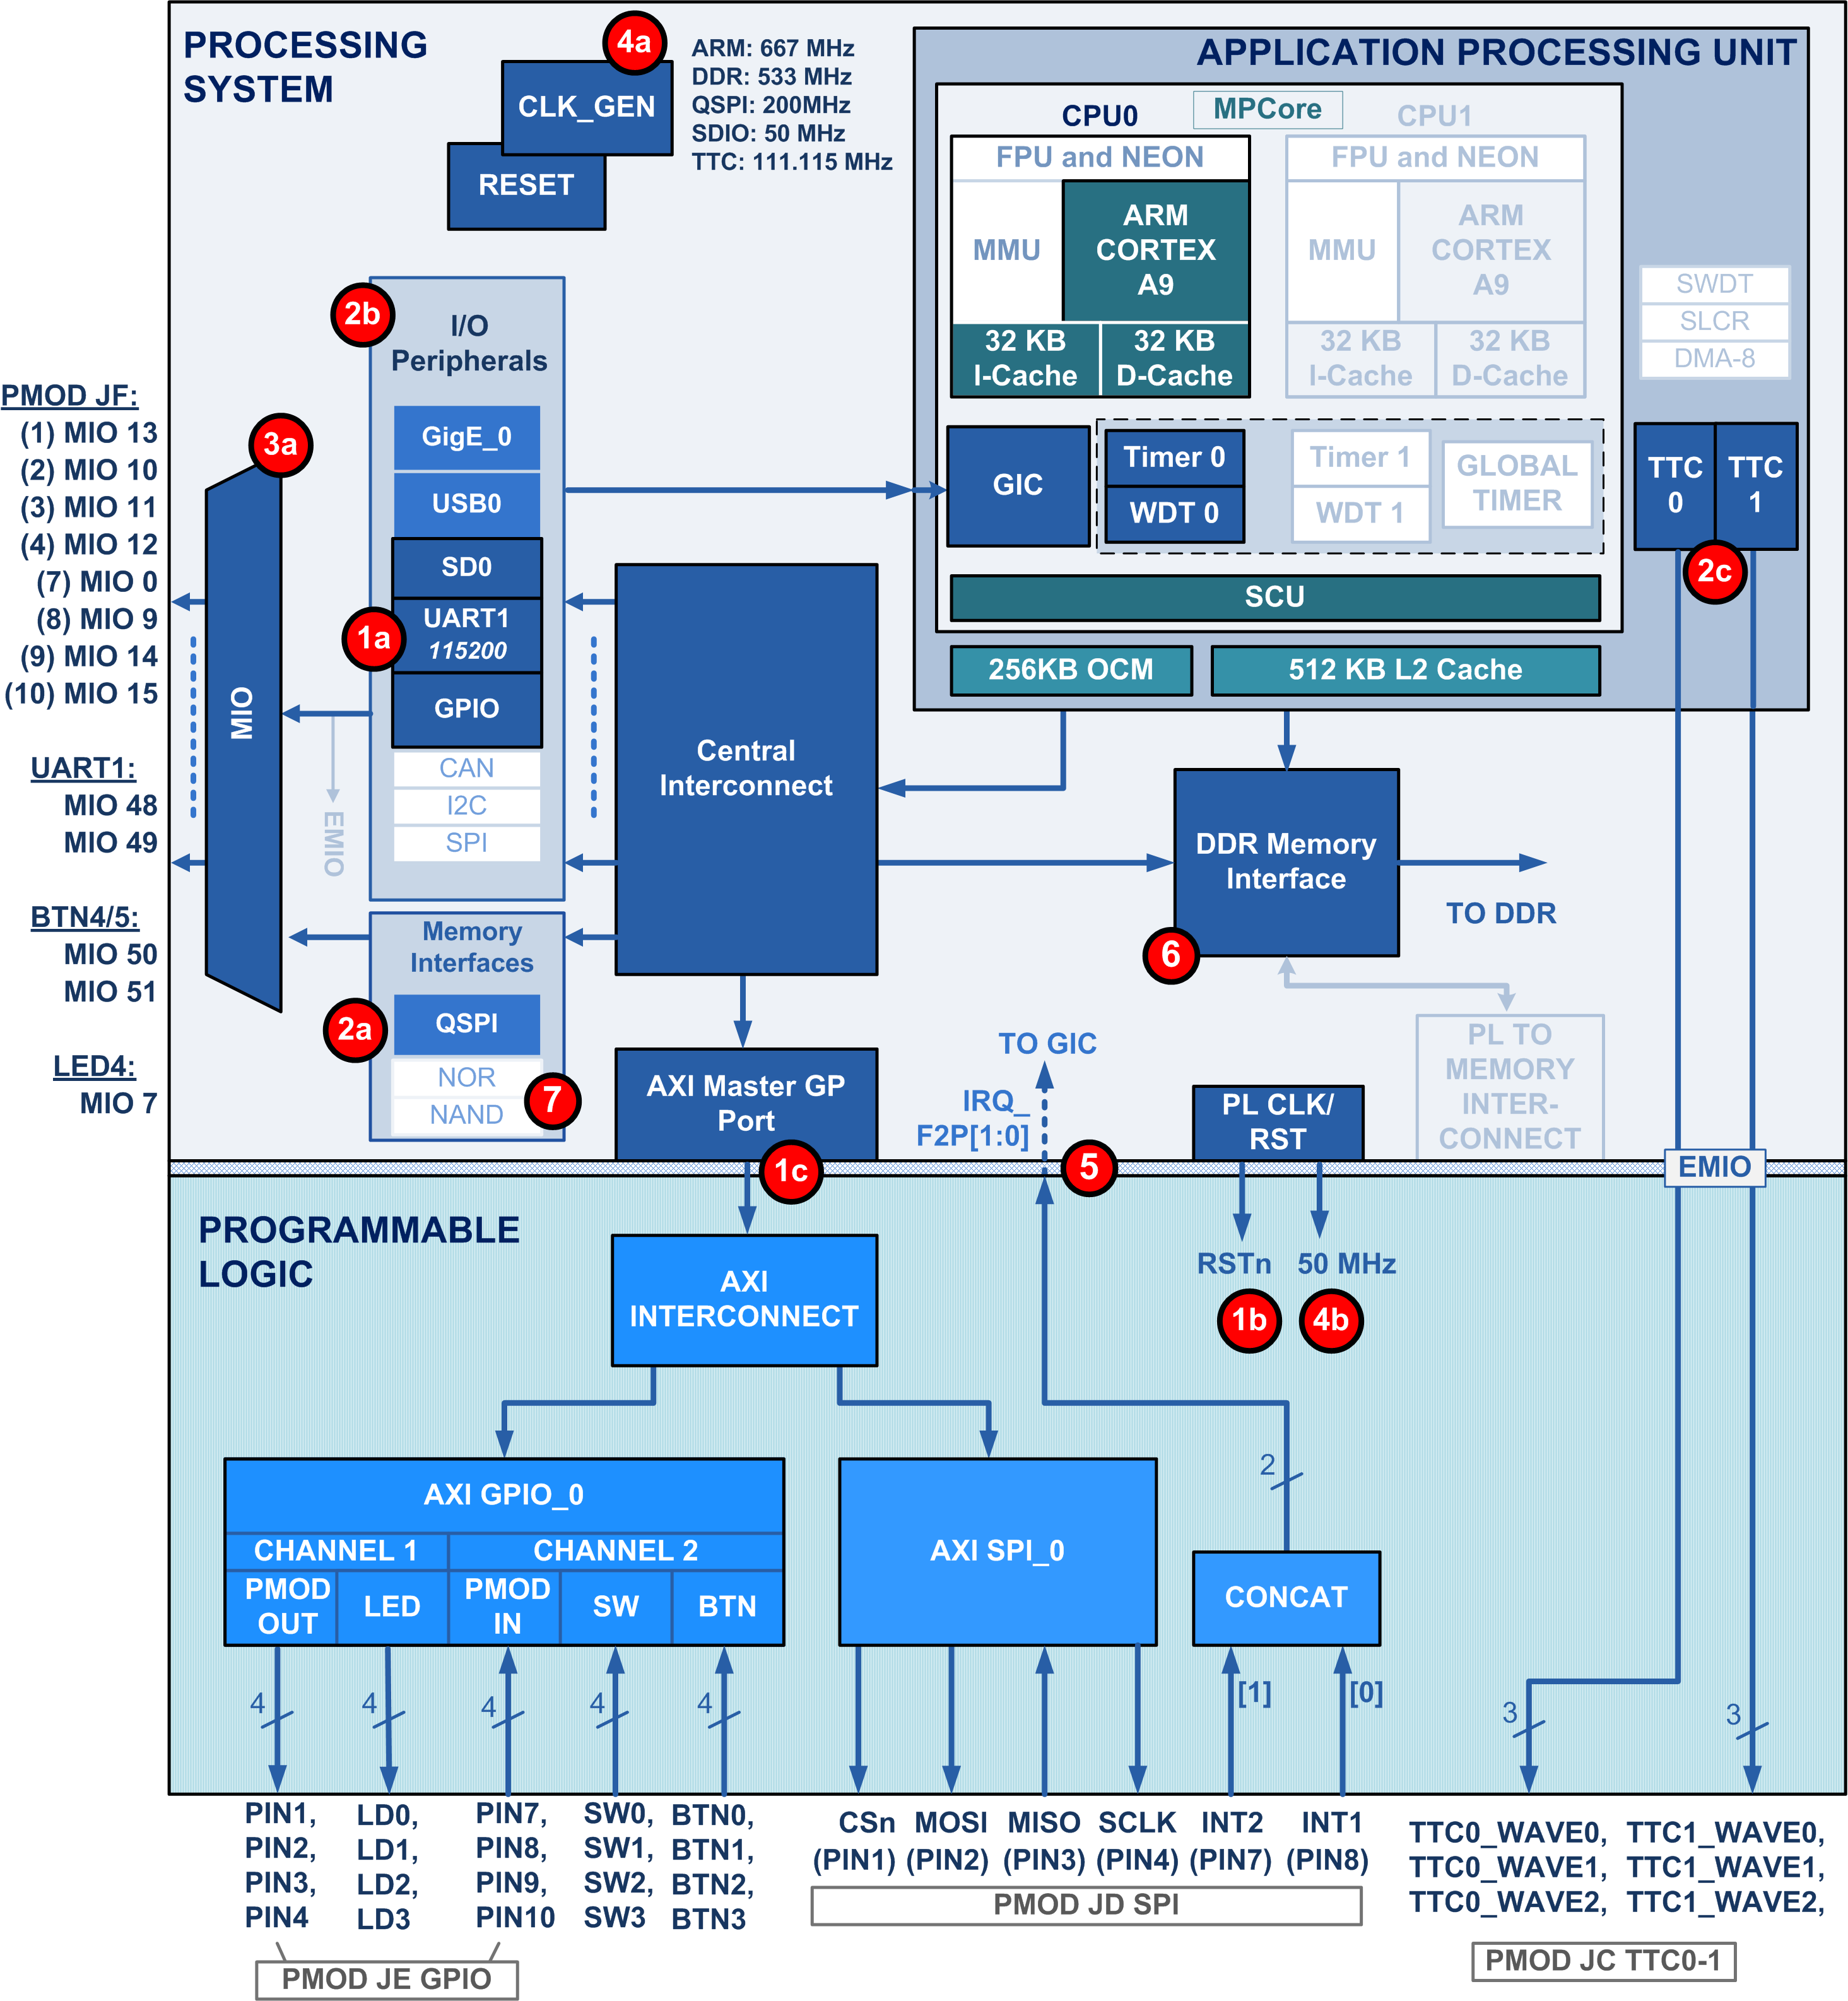 PROCESSING
SYSTEM
4a
CLK_GEN
RESET
ARM: 667 MHz
DDR: 533 MHz
QSPI: 200MHz
SDIO: 50 MHz
TTC: 111.115 MHz
APPLICATION PROCESSING UNIT
CPU0
MPCore
CPU1
FPU and NEON
MMU
ARM
CORTEX
A9
32 KB
I-Cache
32 KB
D-Cache
FPU and NEON
MMU
ARM
CORTEX
A9
32 KB
I-Cache
32 KB
D-Cache
SWDT
SLCR
DMA-8
GIC
Timer 0
WDT 0
Timer 1
WDT 1
GLOBAL
TIMER
TTC
0
TTC
1
2c
SCU
256KB OCM
512 KB L2 Cache
2b
I/O
Peripherals
GigE_0
USB0
SD0
1a
UART1
115200
GPIO
CAN
I2C
SPI
PMOD JF:
(1) MIO 13
(2) MIO 10
(3) MIO 11
(4) MIO 12
(7) MIO 0
(8) MIO 9
(9) MIO 14
(10) MIO 15
UART1:
MIO 48
MIO 49
BTN4/5:
MIO 50
MIO 51
LED4:
MIO 7
3a
MIO
EMIO
Central
Interconnect
DDR Memory
Interface
6
TO DDR
Memory
Interfaces
2a
QSPI
NOR
NAND
7
AXI Master GP
Port
1c
TO GIC
IRQ_
F2P[1:0]
5
PL CLK/
RST
PL TO
MEMORY
INTER-
CONNECT
EMIO
PROGRAMMABLE
LOGIC
AXI
INTERCONNECT
RSTn
50 MHz
1b
4b
AXI GPIO_0
CHANNEL 1
CHANNEL 2
PMOD
OUT
LED
PMOD
IN
SW
BTN
AXI SPI_0
2
CONCAT
4
4
4
4
4
[1]
[0]
3
3
PIN1,
PIN2,
PIN3,
PIN4
LD0,
LD1,
LD2,
LD3
PIN7,
PIN8,
PIN9,
PIN10
SW0,
SW1,
SW2,
SW3
BTN0,
BTN1,
BTN2,
BTN3
CSn
(PIN1)
MOSI
(PIN2)
MISO
(PIN3)
SCLK
(PIN4)
INT2
(PIN7)
INT1
(PIN8)
TTC0_WAVE0,
TTC0_WAVE1,
TTC0_WAVE2,
TTC1_WAVE0,
TTC1_WAVE1,
TTC1_WAVE2,
PMOD JE GPIO
PMOD JD SPI
PMOD JC TTC0-1